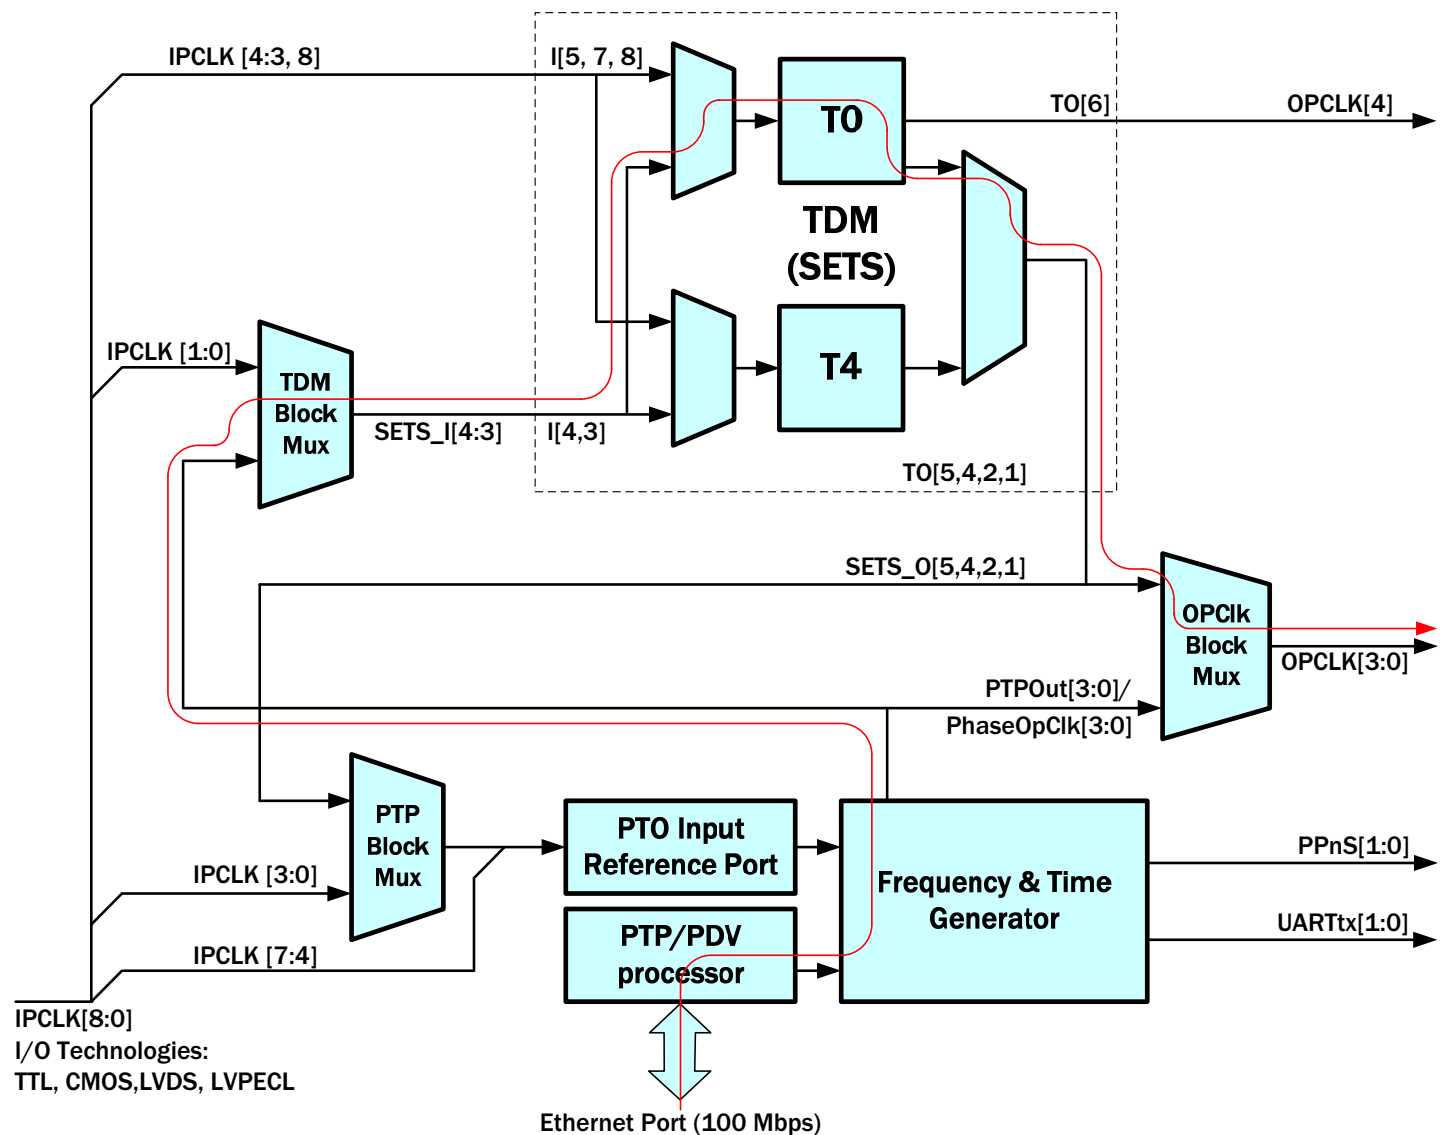 IPCLK [4:3, 8]
I[5, 7, 8]
T0
TO[6]
OPCLK[4]
TDM
(SETS)
IPCLK [1:0]
TDM
Block
Mux
SETS_I[4:3]
I[4,3]
T4
TO[5,4,2,1]
SETS_O[5,4,2,1]
OPClk
Block
Mux
OPCLK[3:0]
PTPOut[3:0]/
PhaseOpClk[3:0]
PTP
Block
Mux
PTO Input
Reference Port
Frequency & Time
Generator
PPnS[1:0]
IPCLK [3:0]
PTP/PDV
processor
UARTtx[1:0]
IPCLK [7:4]
IPCLK[8:0]
I/O Technologies:
TTL, CMOS,LVDS, LVPECL
Ethernet Port (100 Mbps)